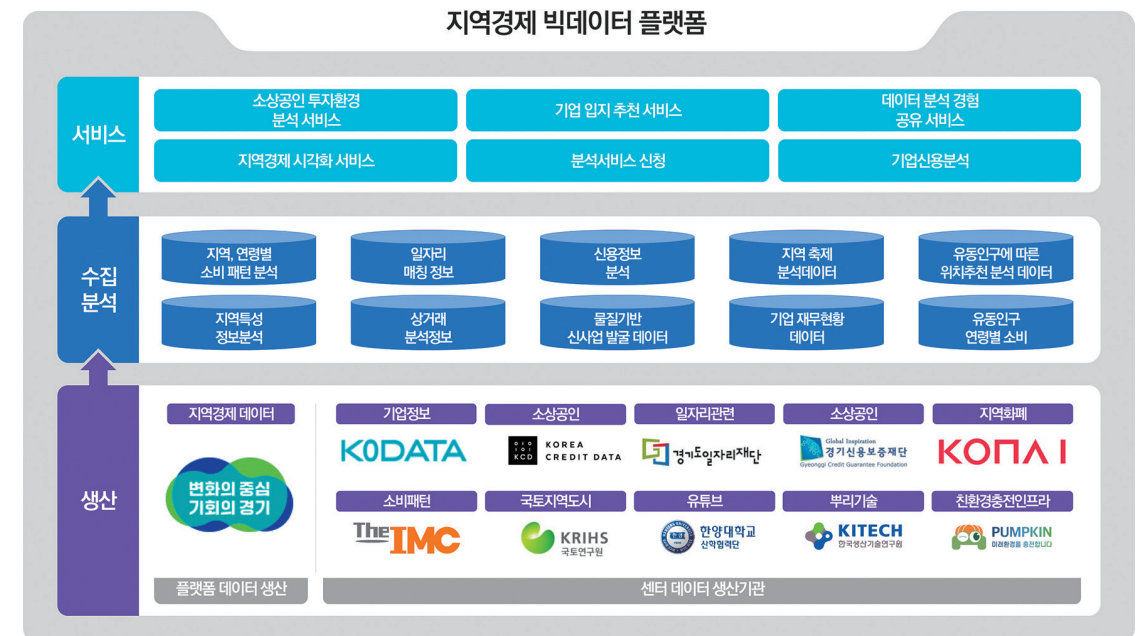 지역경제 빅데이터 플랫폼
서비스
소상공인 투자환경
분석 서비스
기업 입지 추천 서비스
데이터 분석 경험
공유 서비스
지역경제 시각화 서비스
분석서비스 신청
기업신용분석
수집
분석
지역, 연령별
소비 패턴 분석
일자리
매칭 정보
신용정보
분석
지역 축제
분석데이터
유동인구에 따른
위치추천 분석 데이터
지역특성
정보분석
상거래
분석정보
물질기반
신사업 발굴 데이터
기업 재무현황
데이터
유동인구
연령별 소비
생산
지역경제 데이터
변화의 중심
기회의 경기
플랫폼 데이터 생산
기업정보
KODATA
소상공인
KCD
KOREA
CREDIT DATA
일자리관련
경기도일자리재단
소상공인
Global Inspiration
경기신용보증재단
Gyeonggi Credit Guarantee Foundation
지역화폐
KONA I
소비패턴
The IMC
국토지역도시
KRIHS
국토연구원
유튜브
한양대학교
산학협력단
뿌리기술
KITECH
한국생산기술연구원
친환경충전인프라
PUMPKIN
미래환경을 충전합니다
센터 데이터 생산기관